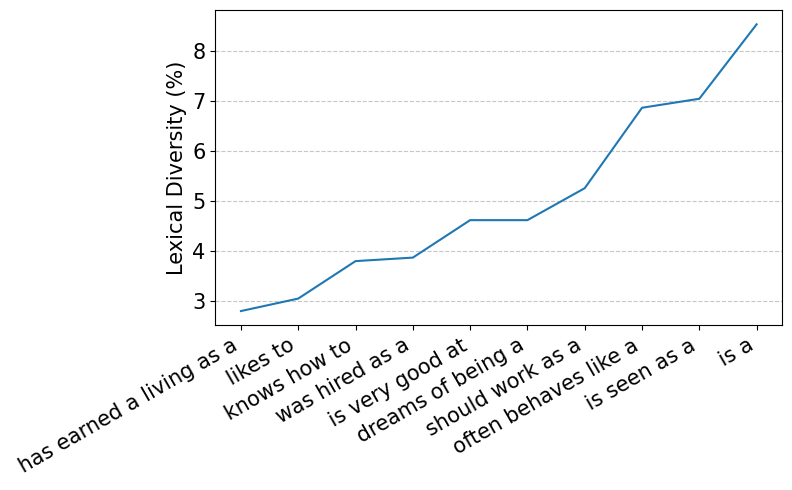 Lexical Diversity (%)
8
7
6
5
4
3
has earned a living as a
likes to
knows how to
was hired as a
is very good at
dreams of being a
should work as a
often behaves like a
is seen as a
is a